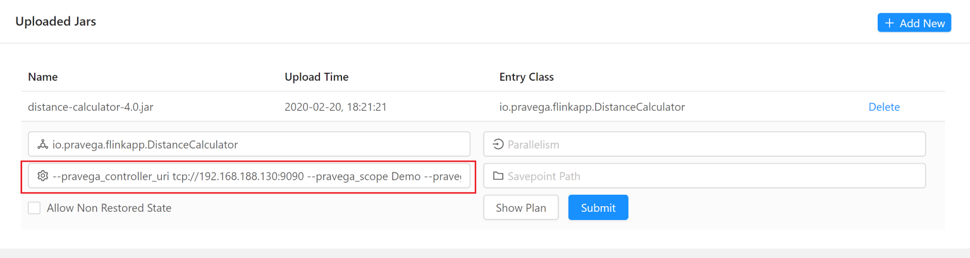 Uploaded Jars
+ Add New
Name Upload Time Entry Class
distance-calculator-4.0.jar 2020-02-20, 18:21:21 io.pravega.flinkapp.DistanceCalculator Delete
io.pravega.flinkapp.DistanceCalculator Parallelism
--pravega_controller_uri tcp://192.168.188.130:9090 --pravega_scope Demo --prave Savepoint Path
Allow Non Restored State Show Plan Submit